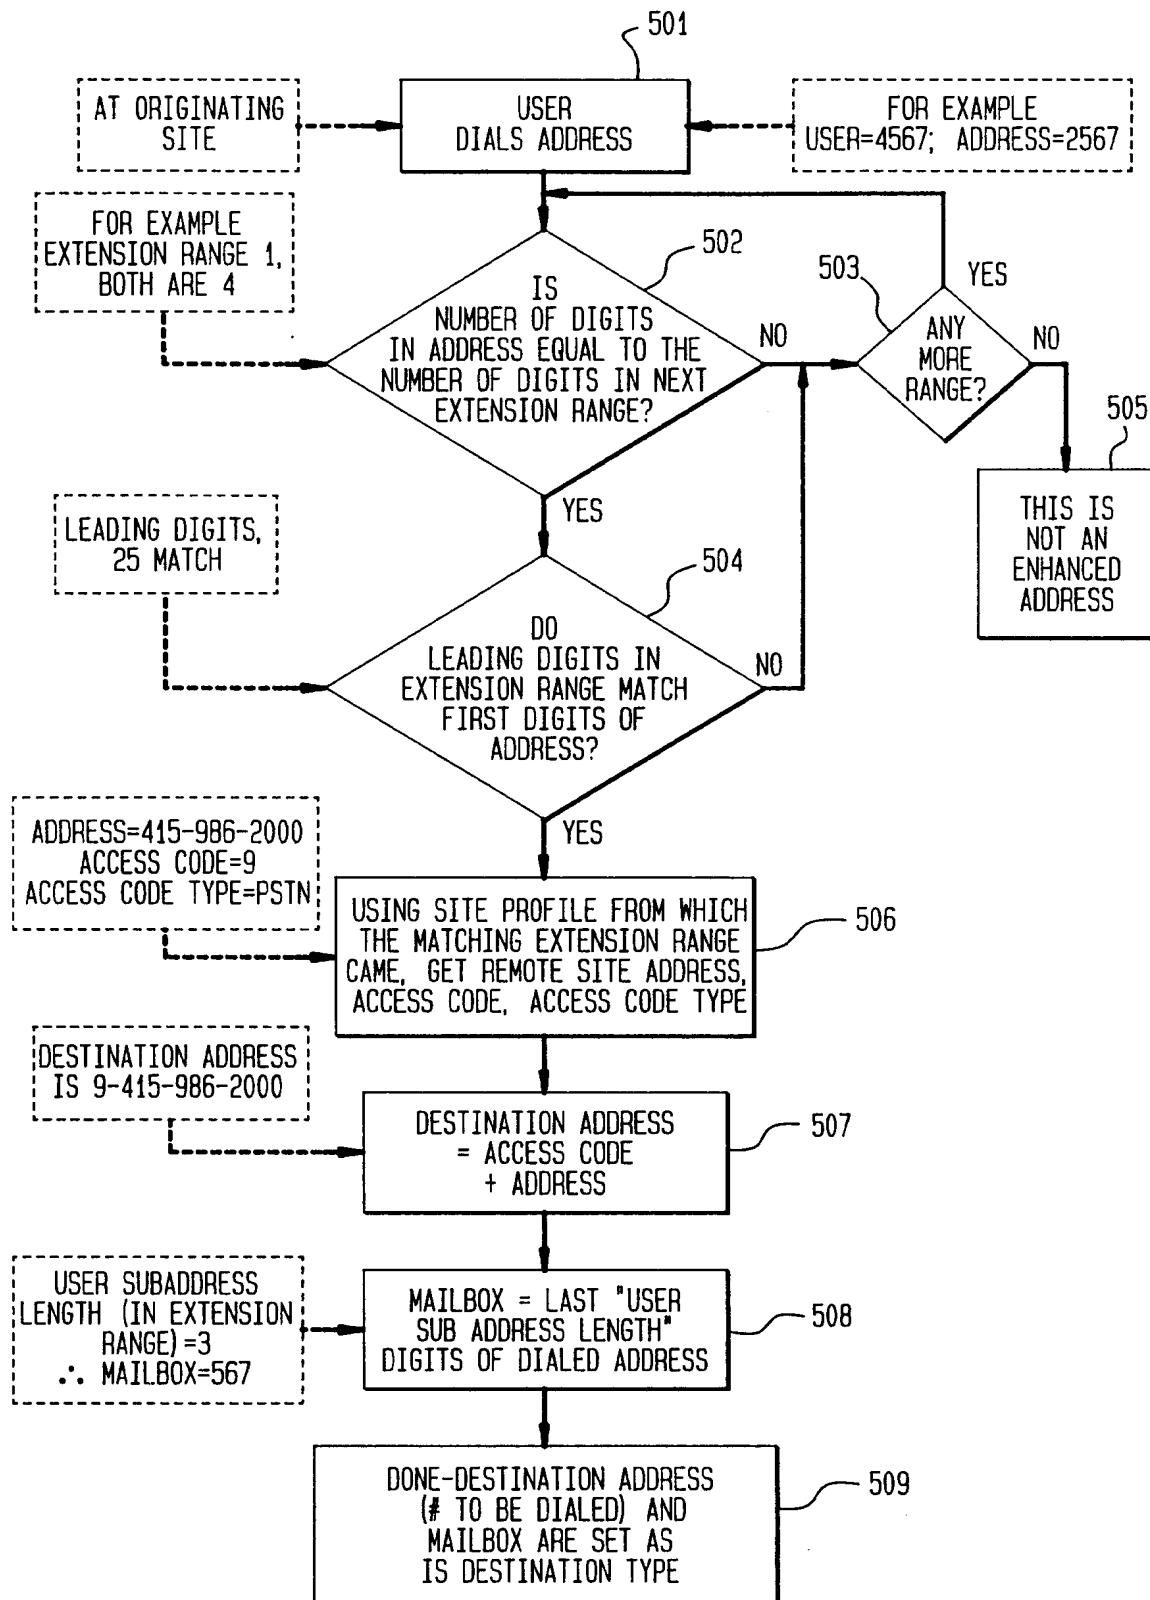 501
AT ORIGINATING
SITE
USER
DIALS ADDRESS
FOR EXAMPLE
USER=4567; ADDRESS=2567
FOR EXAMPLE
EXTENSION RANGE 1,
BOTH ARE 4
502
IS
NUMBER OF DIGITS
IN ADDRESS EQUAL TO THE
NUMBER OF DIGITS IN NEXT
EXTENSION RANGE?
NO
YES
503
YES
ANY
MORE
RANGE?
NO
505
THIS IS
NOT AN
ENHANCED
ADDRESS
LEADING DIGITS,
25 MATCH
504
DO
LEADING DIGITS IN
EXTENSION RANGE MATCH
FIRST DIGITS OF
ADDRESS?
NO
YES
ADDRESS=415-986-2000
ACCESS CODE=9
ACCESS CODE TYPE=PSTN
USING SITE PROFILE FROM WHICH
THE MATCHING EXTENSION RANGE
CAME, GET REMOTE SITE ADDRESS,
ACCESS CODE, ACCESS CODE TYPE
506
DESTINATION ADDRESS
IS 9-415-986-2000
DESTINATION ADDRESS
= ACCESS CODE
+ ADDRESS
507
USER SUBADDRESS
LENGTH (IN EXTENSION
RANGE)=3
∴ MAILBOX=567
MAILBOX = LAST "USER
SUB ADDRESS LENGTH"
DIGITS OF DIALED ADDRESS
508
DONE-DESTINATION ADDRESS
(# TO BE DIALED) AND
MAILBOX ARE SET AS
IS DESTINATION TYPE
509